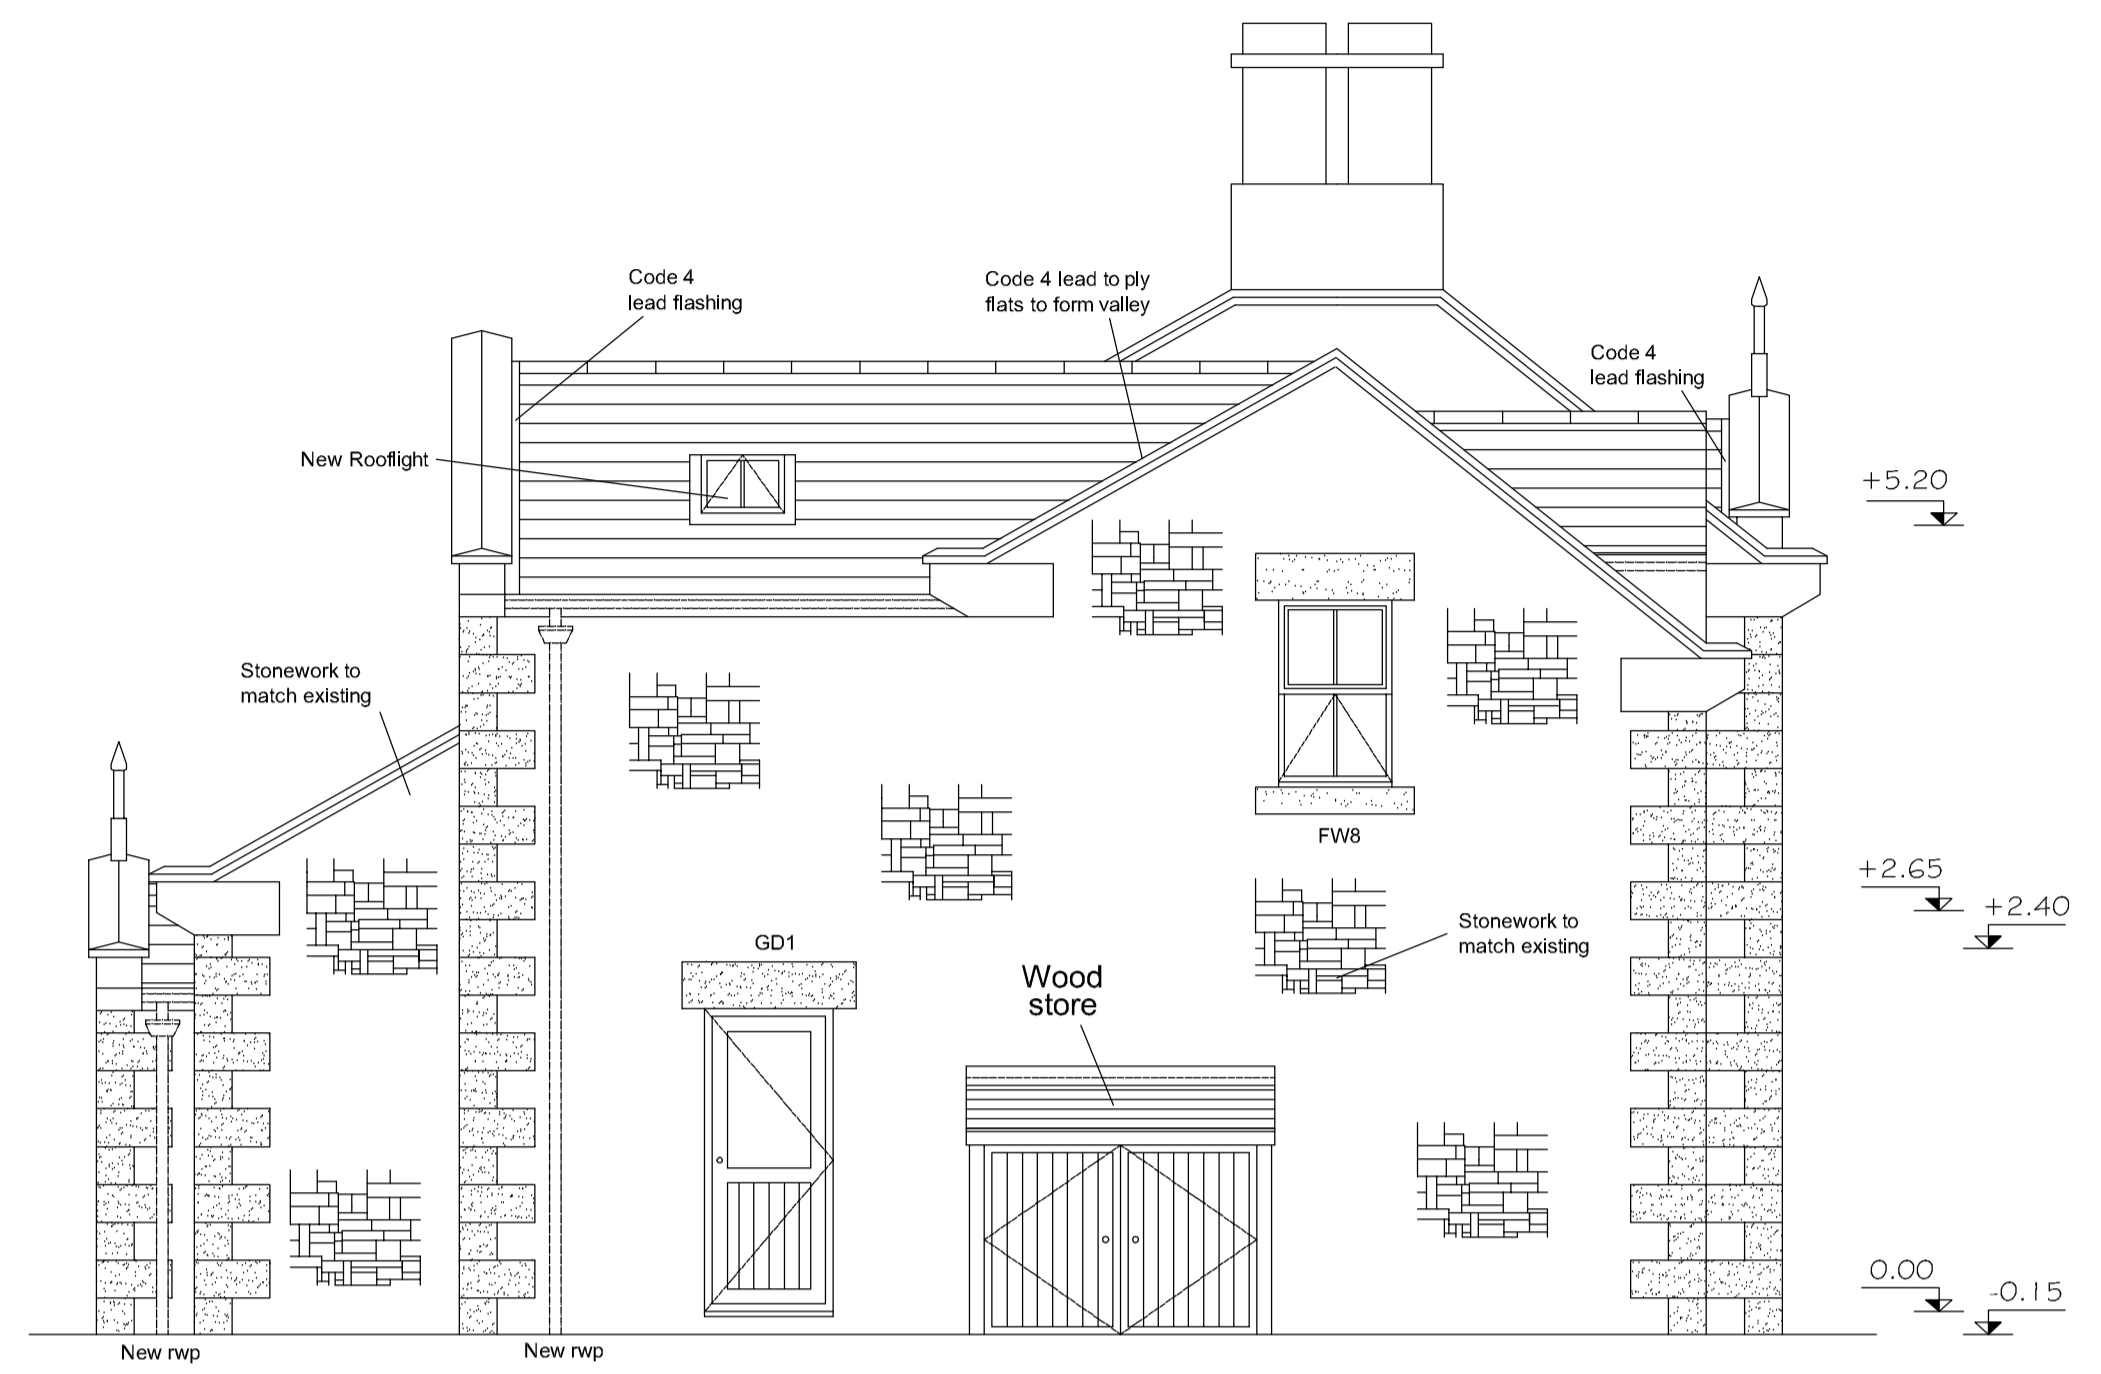 Code 4
lead flashing
Code 4 lead to ply
flats to form valley
Code 4
lead flashing
New Rooflight
+5.20
Stonework to
match existing
FW8
+2.65
+2.40
GD1
Stonework to
match existing
Wood
store
0.00
-0.15
New rwp
New rwp